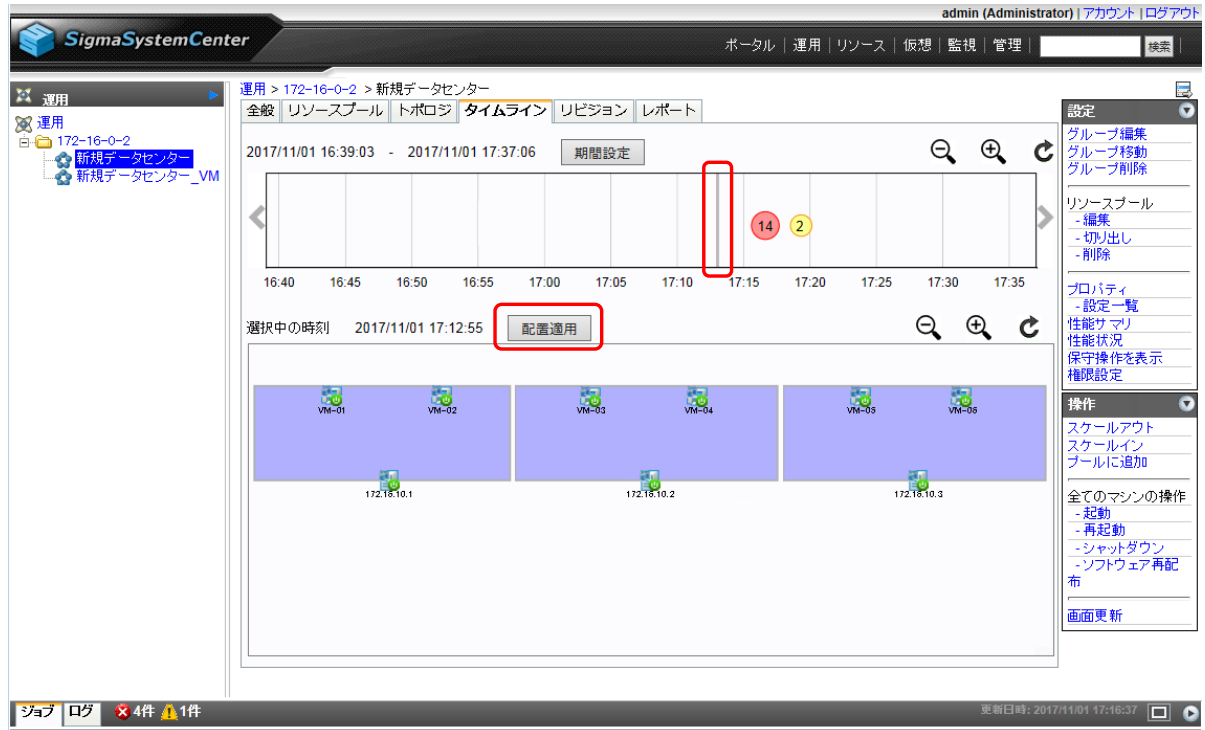 admin (Administrator) | アカウント | ログアウト
SigmaSystemCenter
ポータル | 運用 | リソース | 仮想 | 監視 | 管理 | 検索 |
運用
運用
172-16-0-2
新規データセンター
新規データセンター_VM
運用 > 172-16-0-2 > 新規データセンター
全般 リソースプール トポロジ タイムライン リビジョン レポート
2017/11/01 16:39:03 - 2017/11/01 17:37:06 期間設定
14 2
16:40 16:45 16:50 16:55 17:00 17:05 17:10 17:15 17:20 17:25 17:30 17:35
選択中の時刻 2017/11/01 17:12:55 配置適用
VM-01 VM-02 VM-03 VM-04 VM-05 VM-06
172.16.10.1 172.16.10.2 172.16.10.3
設定
グループ編集
グループ移動
グループ削除
リソースプール
- 編集
- 切り出し
- 削除
プロパティ
- 設定一覧
性能サマリ
性能状況
保守操作を表示
権限設定
操作
スケールアウト
スケールイン
プールに追加
全てのマシンの操作
- 起動
- 再起動
- シャットダウン
- ソフトウェア再配
布
画面更新
ジョブ ログ 4件 1件
更新日時: 2017/11/01 17:16:37